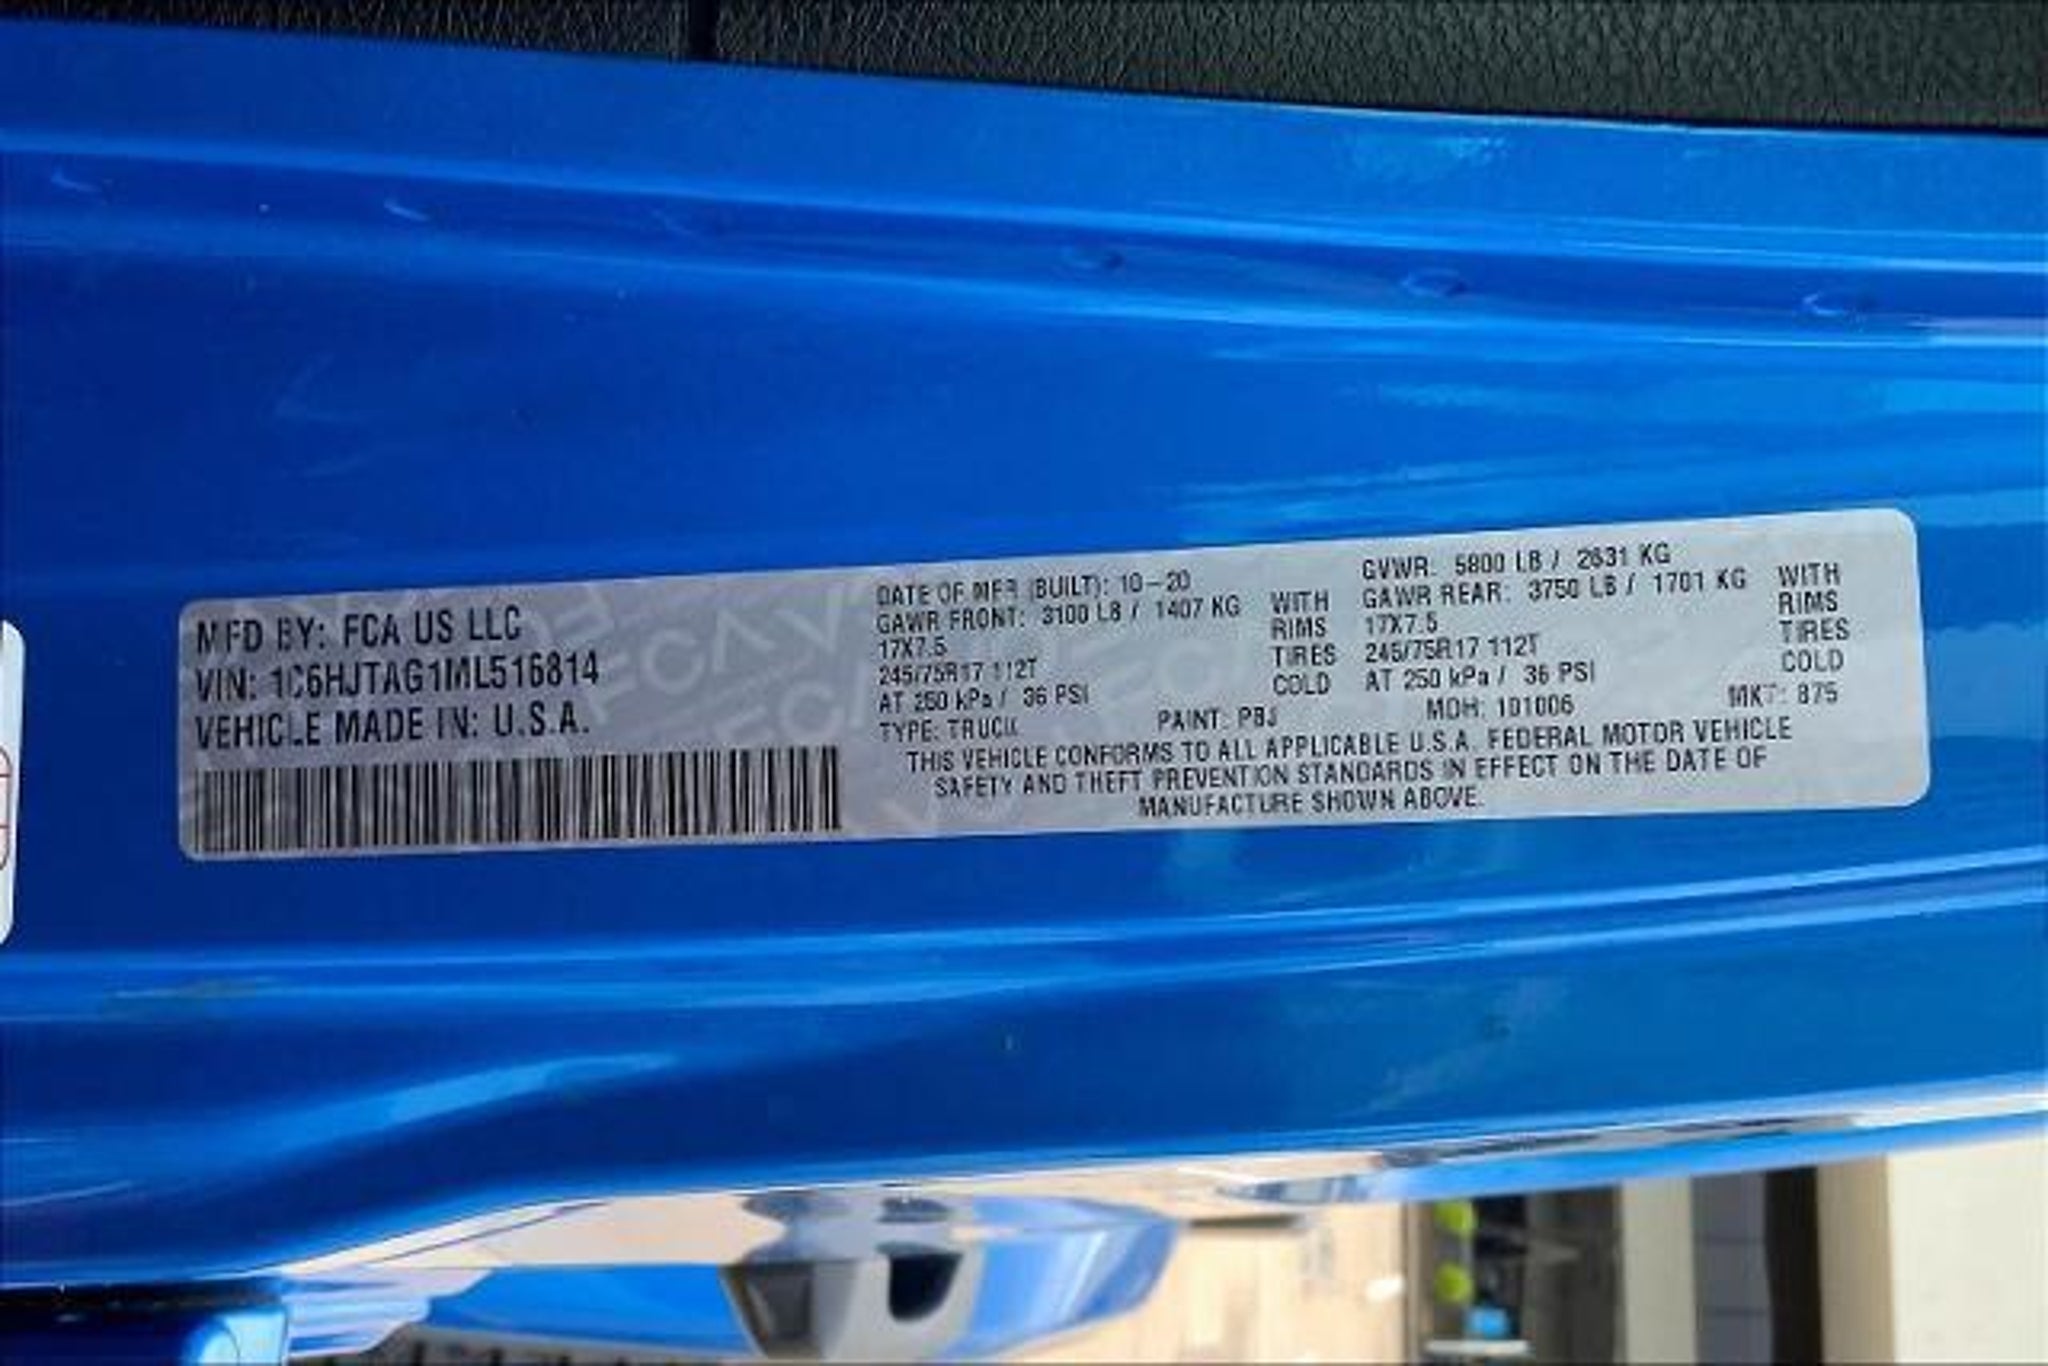 MFD BY: FCA US LLC
VIN: 1C6HJTAG1ML516814
VEHICLE MADE IN: U.S.A.
DATE OF MFR (BUILT): 10-20
GAWR FRONT: 3100 LB / 1407 KG WITH
17X7.5 RIMS
245/75R17 112T TIRES
AT 250 kPa / 36 PSI COLD
GVWR: 5800 LB / 2631 KG
GAWR REAR: 3750 LB / 1701 KG WITH
17X7.5 RIMS
245/75R17 112T TIRES
AT 250 kPa / 36 PSI COLD
TYPE: TRUCK PAINT: PBJ MDH: 101006 MKT: 875
THIS VEHICLE CONFORMS TO ALL APPLICABLE U.S.A. FEDERAL MOTOR VEHICLE
SAFETY AND THEFT PREVENTION STANDARDS IN EFFECT ON THE DATE OF
MANUFACTURE SHOWN ABOVE.